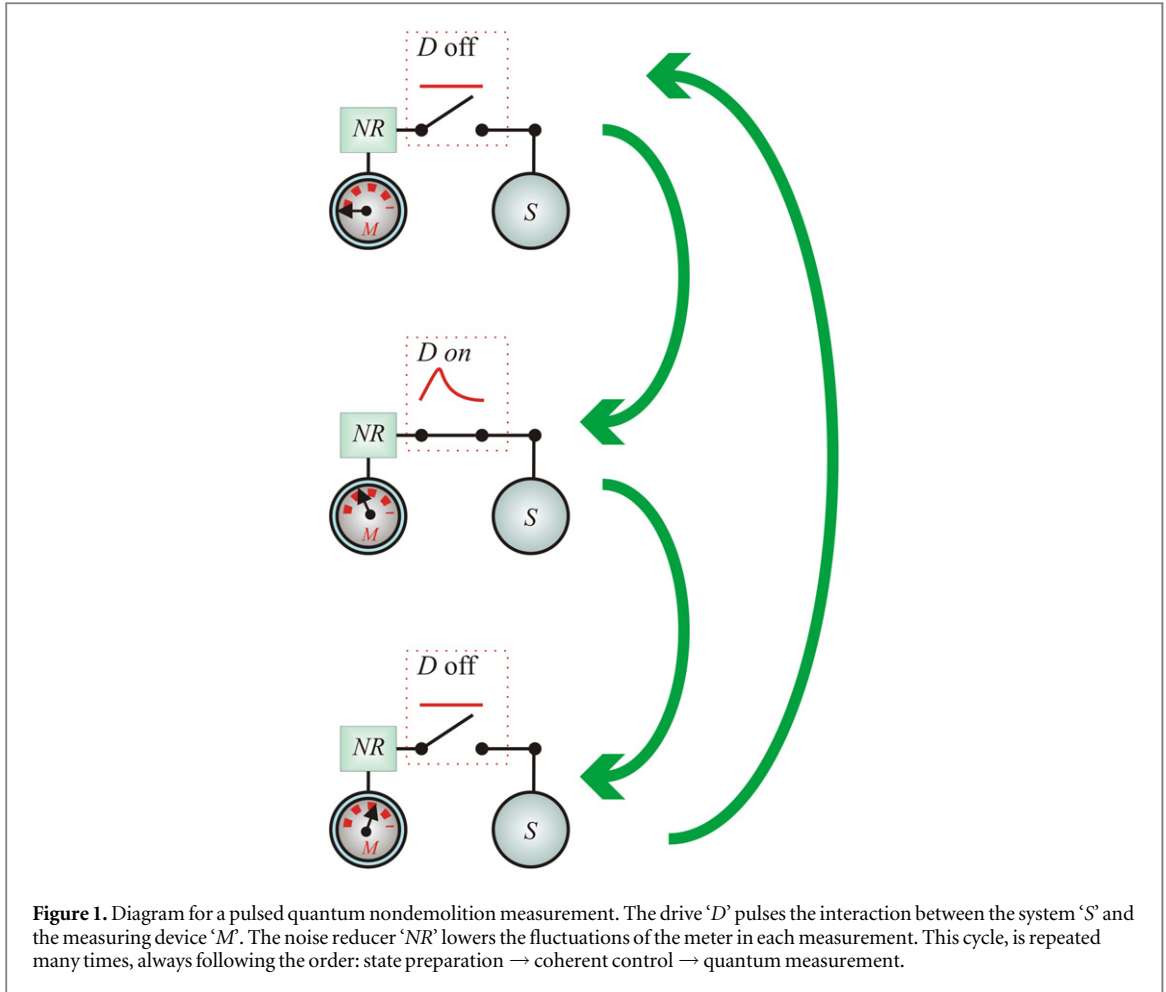 D off
NR
M
S
D on
NR
M
S
D off
NR
M
S
Figure 1. Diagram for a pulsed quantum nondemolition measurement. The drive ‘D’ pulses the interaction between the system ‘S’ and
the measuring device ‘M’. The noise reducer ‘NR’ lowers the fluctuations of the meter in each measurement. This cycle, is repeated
many times, always following the order: state preparation → coherent control → quantum measurement.